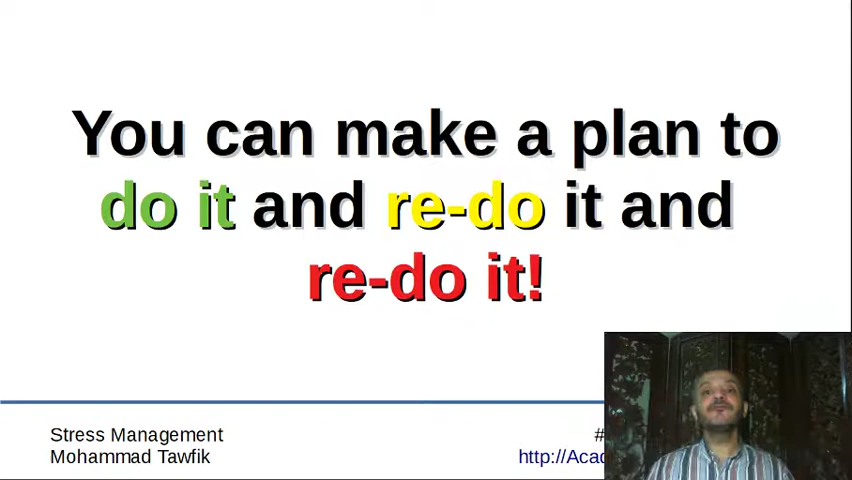 You can make a plan to
do it and re-do it and
re-do it!
Stress Management
#
Mohammad Tawfik
http://Acad